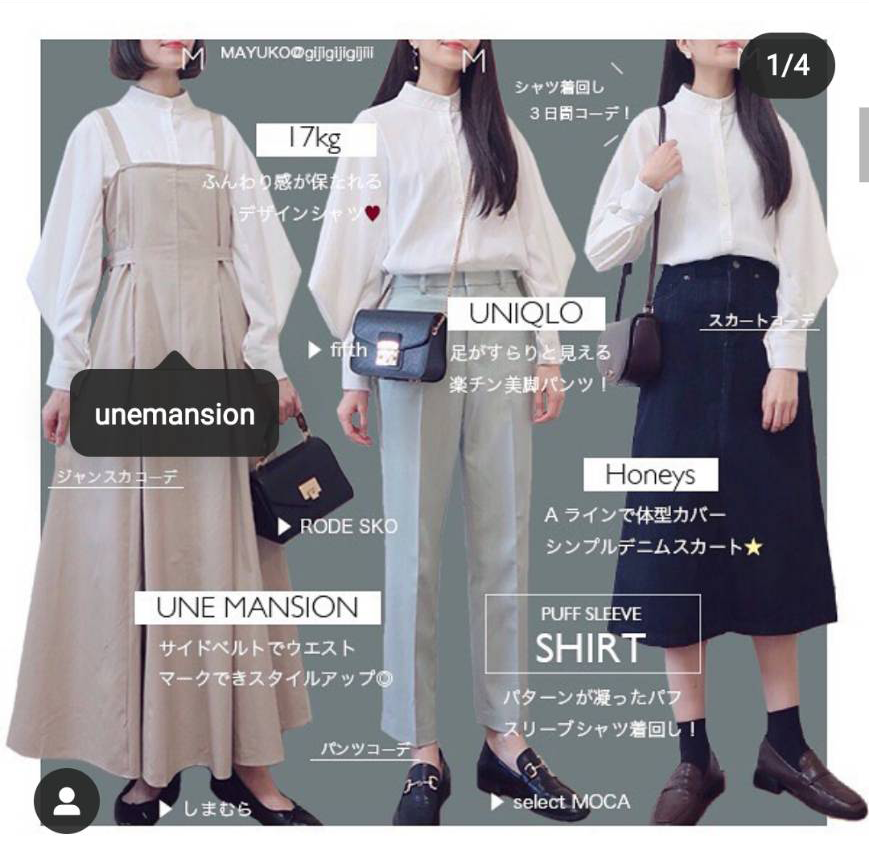 MAYUKO@gijigijigijiii
1/4
シャツ着回し
3日間コーデ！
17kg
ふんわり感が保たれる
デザインシャツ♥
UNIQLO
足がすらりと見える
楽チン美脚パンツ！
▶ fifth
スカートコーデ
unemansion
ジャンスカコーデ
▶ RODE SKO
Honeys
Aラインで体型カバー
シンプルデニムスカート★
UNE MANSION
サイドベルトでウエスト
マークできスタイルアップ◎
PUFF SLEEVE
SHIRT
パターンが凝ったパフ
スリーブシャツ着回し！
パンツコーデ
▶ しまむら
▶ select MOCA